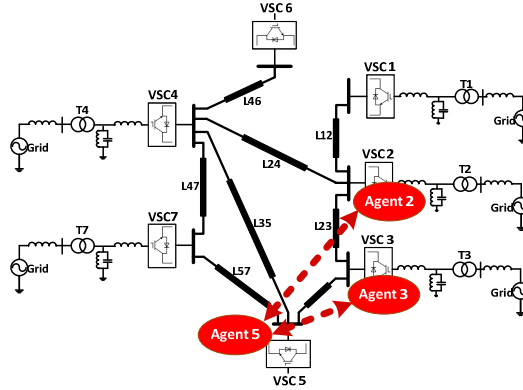 VSC 6
VSC4
VSC 1
T1
T4
L46
Grid
L12
Grid
L24
VSC 2
T2
Agent 2
L47
L35
L23
Grid
VSC7
T7
VSC 3
T3
L57
Agent 3
Grid
Agent 5
Grid
VSC 5